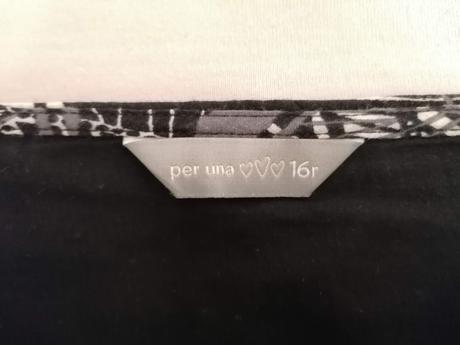 per una ♡♡♡ 16r